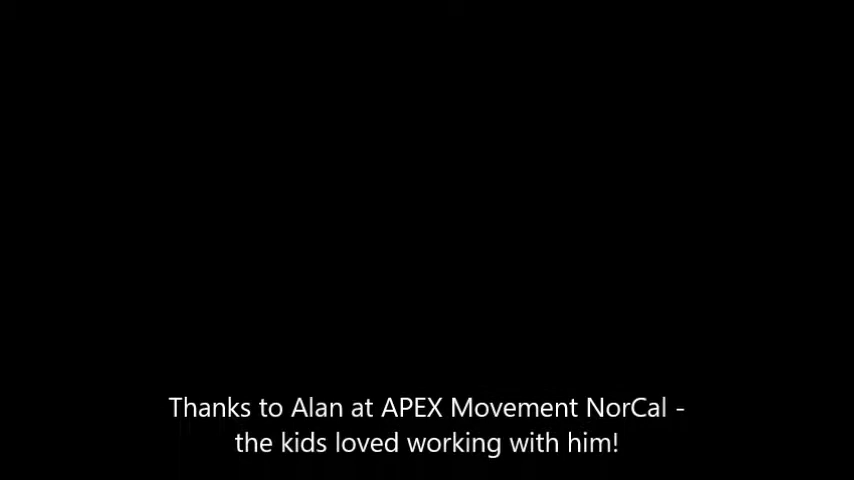 Thanks to Alan at APEX Movement NorCal -
the kids loved working with him!